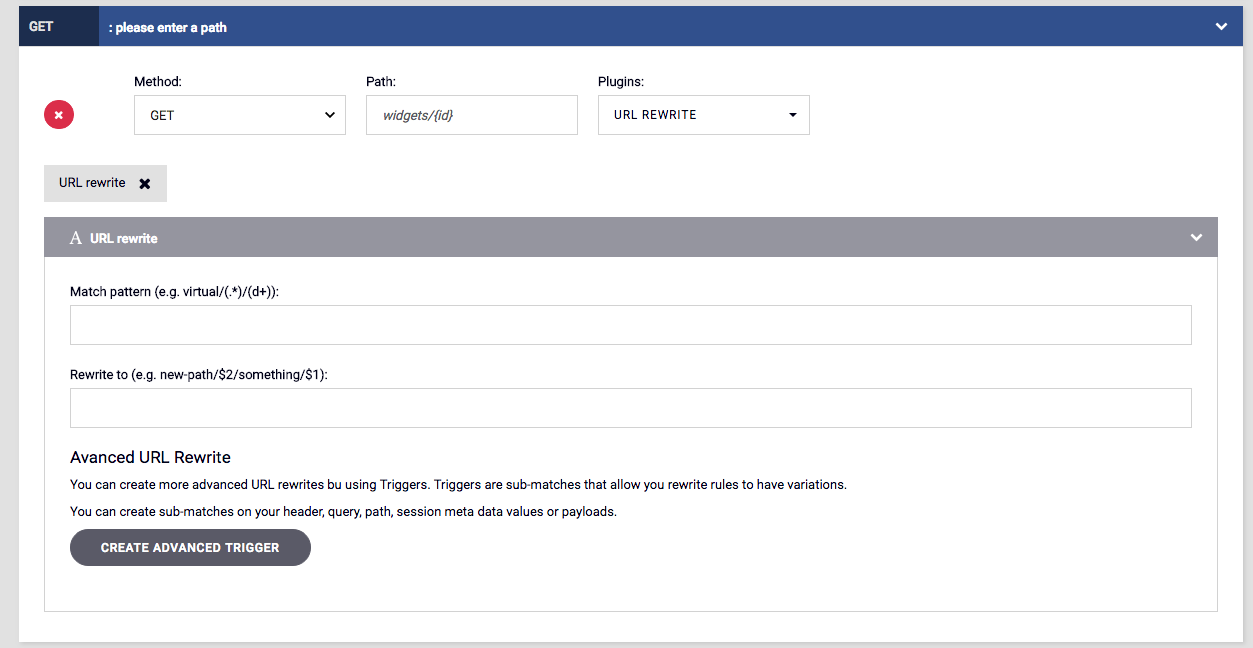 GET : please enter a path
Method: Path: Plugins:
GET widgets/{id} URL REWRITE
URL rewrite
A URL rewrite
Match pattern (e.g. virtual/(.*)/(d+)):
Rewrite to (e.g. new-path/$2/something/$1):
Avanced URL Rewrite
You can create more advanced URL rewrites bu using Triggers. Triggers are sub-matches that allow you rewrite rules to have variations.
You can create sub-matches on your header, query, path, session meta data values or payloads.
CREATE ADVANCED TRIGGER